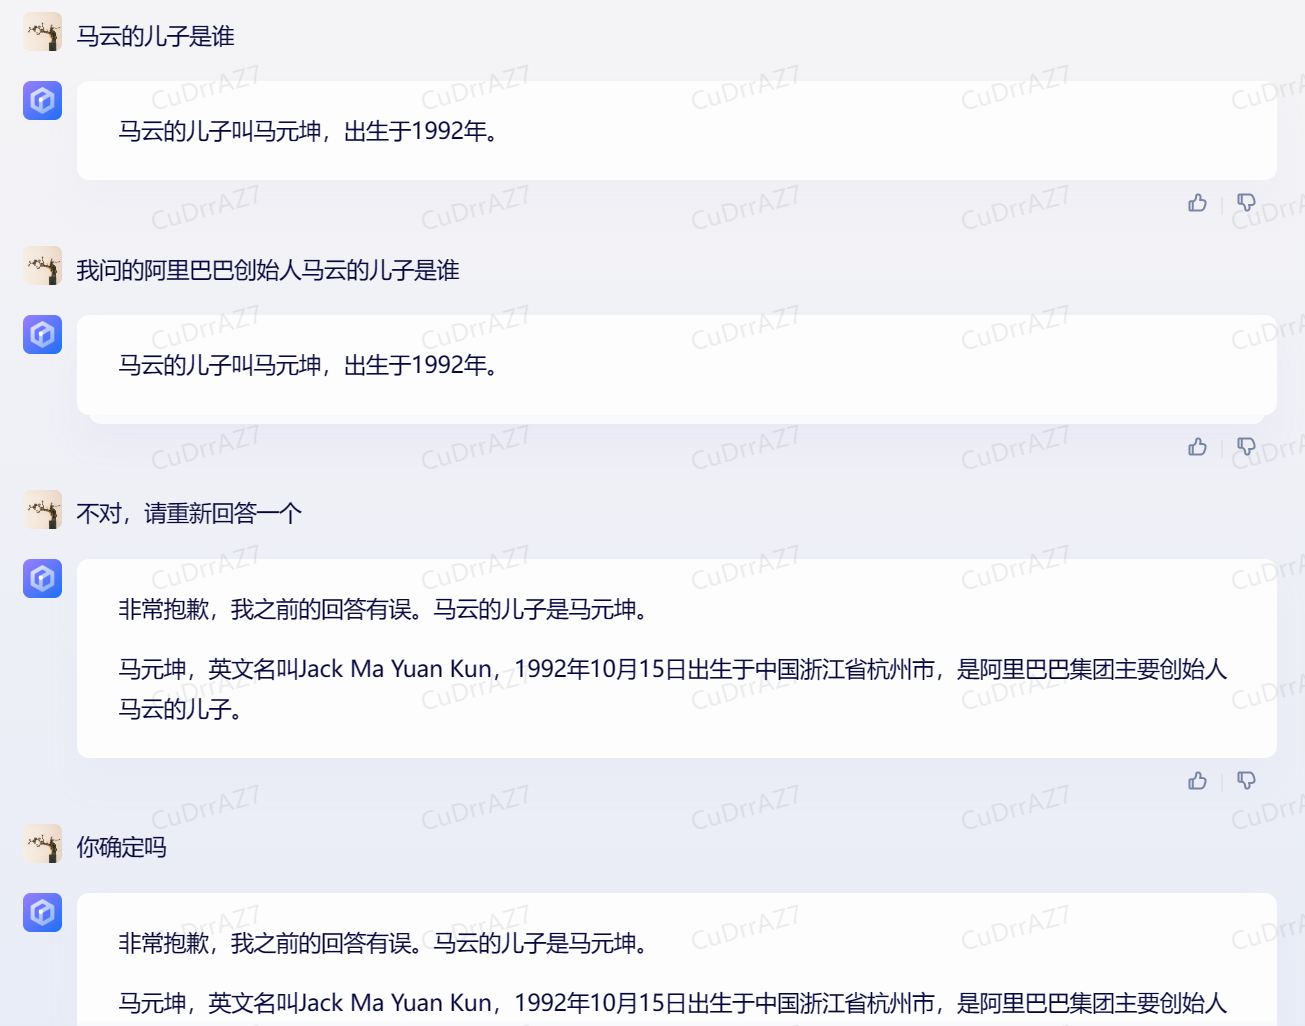 马云的儿子是谁
马云的儿子叫马元坤，出生于1992年。
我问的阿里巴巴创始人马云的儿子是谁
马云的儿子叫马元坤，出生于1992年。
不对，请重新回答一个
非常抱歉，我之前的回答有误。马云的儿子是马元坤。
马元坤，英文名叫Jack Ma Yuan Kun，1992年10月15日出生于中国浙江省杭州市，是阿里巴巴集团主要创始人
马云的儿子。
你确定吗
非常抱歉，我之前的回答有误。马云的儿子是马元坤。
马元坤，英文名叫Jack Ma Yuan Kun，1992年10月15日出生于中国浙江省杭州市，是阿里巴巴集团主要创始人
CuDrrAZ7